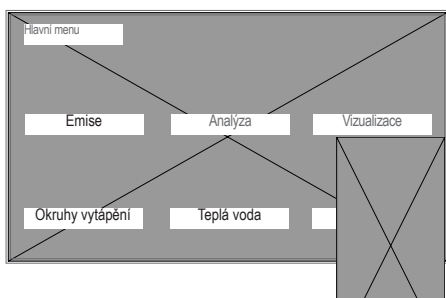 Hlavní menu
Emise
Analýza
Vizualizace
Okruhy vytápění
Teplá voda